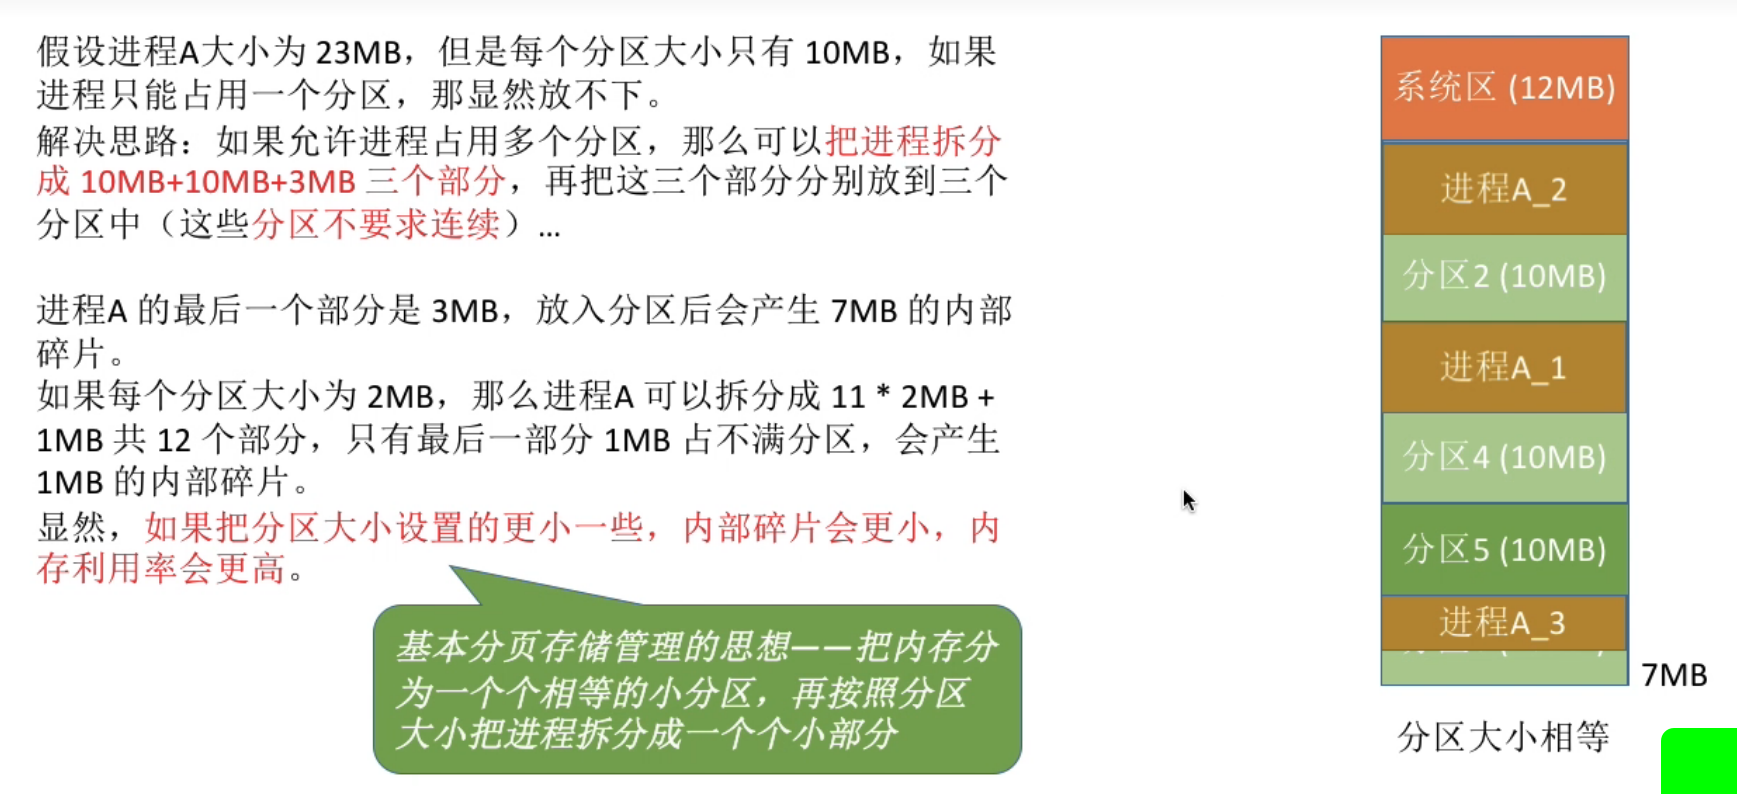 假设进程A大小为 23MB，但是每个分区大小只有 10MB，如果
进程只能占用一个分区，那显然放不下。
解决思路：如果允许进程占用多个分区，那么可以把进程拆分
成 10MB+10MB+3MB 三个部分，再把这三个部分分别放到三个
分区中（这些分区不要求连续）...
进程A 的最后一个部分是 3MB，放入分区后会产生 7MB 的内部
碎片。
如果每个分区大小为 2MB，那么进程A 可以拆分成 11 * 2MB +
1MB 共 12 个部分，只有最后一部分 1MB 占不满分区，会产生
1MB 的内部碎片。
显然，如果把分区大小设置的更小一些，内部碎片会更小，内
存利用率会更高。
基本分页存储管理的思想——把内存分
为一个个相等的小分区，再按照分区
大小把进程拆分成一个个小部分
系统区 (12MB)
进程A_2
分区2 (10MB)
进程A_1
分区4 (10MB)
分区5 (10MB)
进程A_3
7MB
分区大小相等